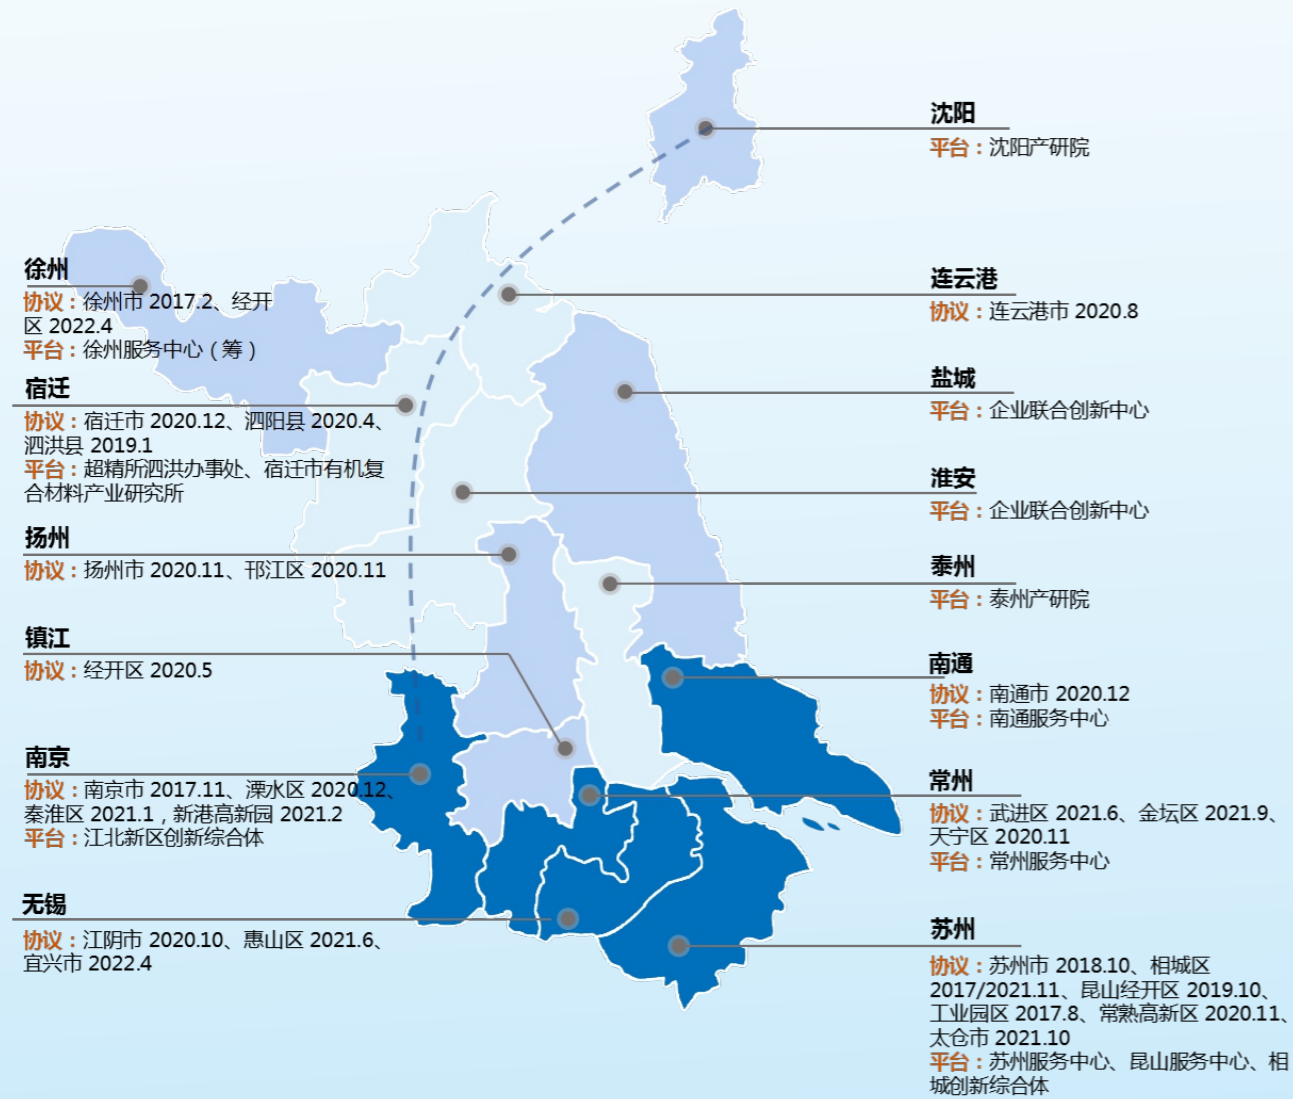 沈阳
平台：沈阳产研院
徐州
协议：徐州市 2017.2、经开
区 2022.4
平台：徐州服务中心（筹）
宿迁
协议：宿迁市 2020.12、泗阳县 2020.4、
泗洪县 2019.1
平台：超精所泗洪办事处、宿迁市有机复
合材料产业研究所
扬州
协议：扬州市 2020.11、邗江区 2020.11
镇江
协议：经开区 2020.5
南京
协议：南京市 2017.11、溧水区 2020.12、
秦淮区 2021.1，新港高新园 2021.2
平台：江北新区创新综合体
无锡
协议：江阴市 2020.10、惠山区 2021.6、
宜兴市 2022.4
连云港
协议：连云港市 2020.8
盐城
平台：企业联合创新中心
淮安
平台：企业联合创新中心
泰州
平台：泰州产研院
南通
协议：南通市 2020.12
平台：南通服务中心
常州
协议：武进区 2021.6、金坛区 2021.9、
天宁区 2020.11
平台：常州服务中心
苏州
协议：苏州市 2018.10、相城区
2017/2021.11、昆山经开区 2019.10、
工业园区 2017.8、常熟高新区 2020.11、
太仓市 2021.10
平台：苏州服务中心、昆山服务中心、相
城创新综合体